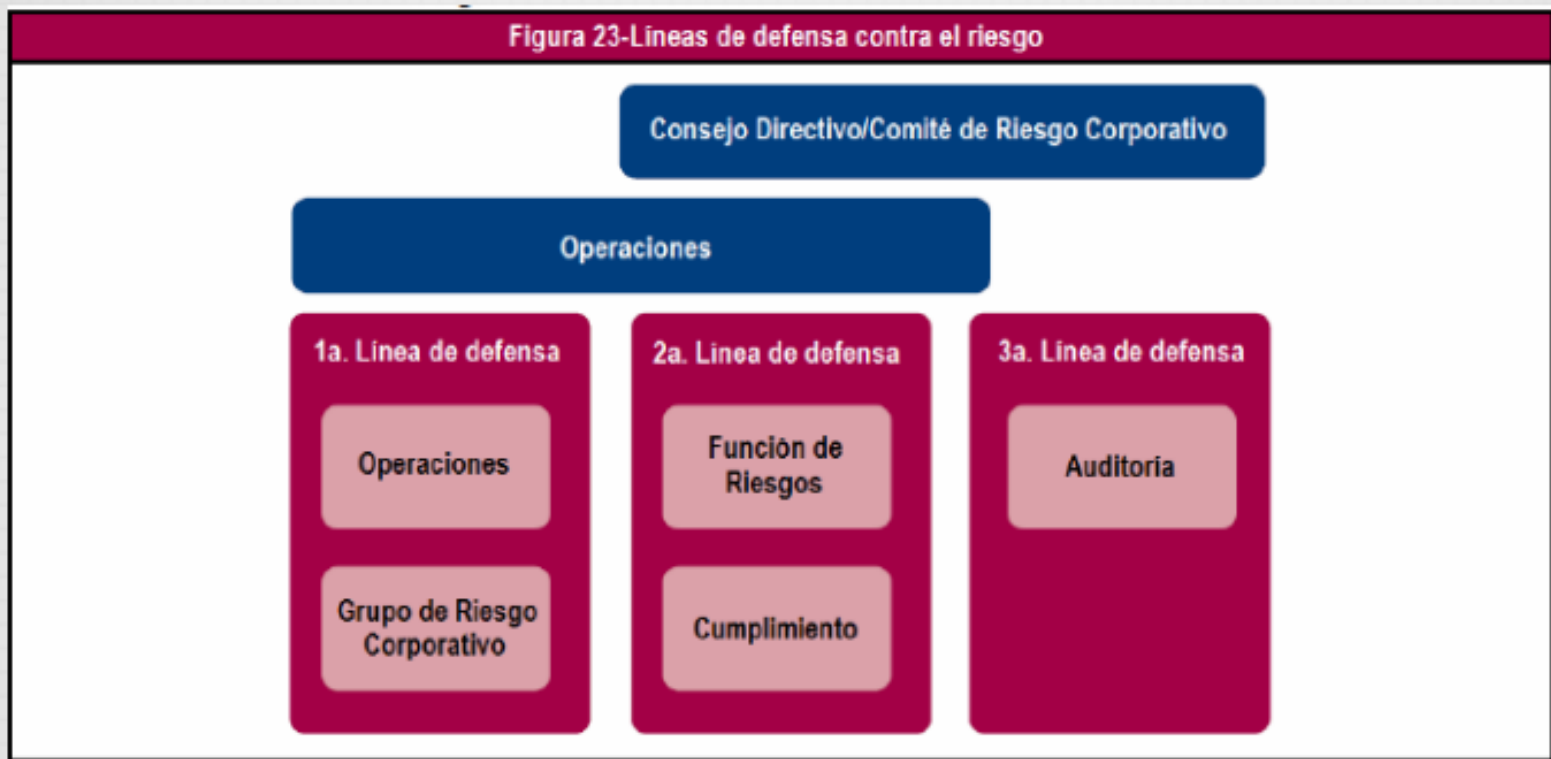 Figura 23-Líneas de defensa contra el riesgo
Consejo Directivo/Comité de Riesgo Corporativo
Operaciones
1a. Línea de defensa
Operaciones
Grupo de Riesgo
Corporativo
2a. Línea de defensa
Función de
Riesgos
Cumplimiento
3a. Línea de defensa
Auditoría